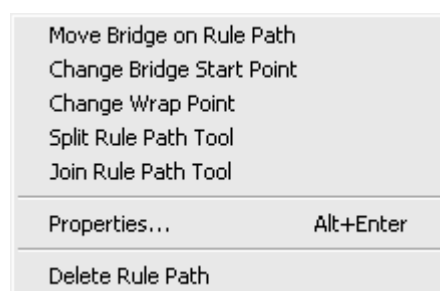 Move Bridge on Rule Path
Change Bridge Start Point
Change Wrap Point
Split Rule Path Tool
Join Rule Path Tool
Properties... Alt+Enter
Delete Rule Path